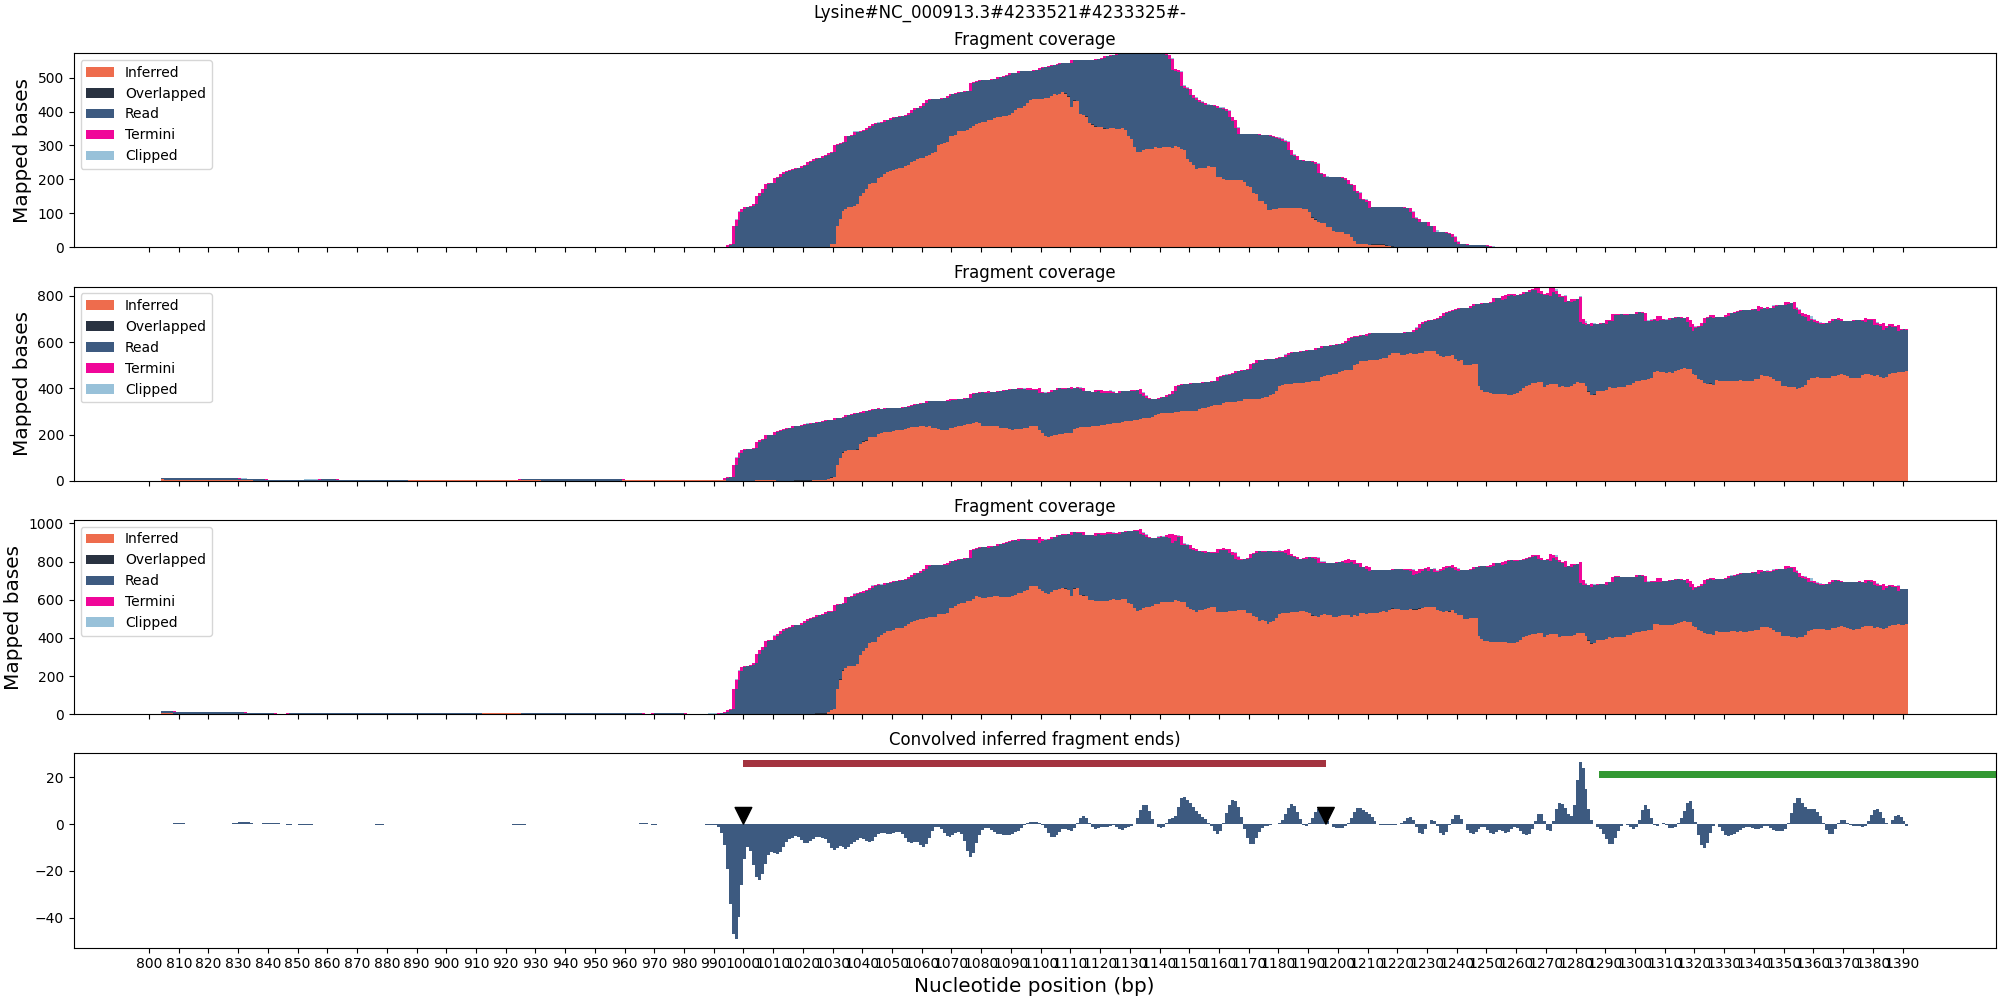 Lysine#NC_000913.3#4233521#4233325#-
Fragment coverage
Mapped bases
500
400
300
200
100
0
Inferred
Overlapped
Read
Termini
Clipped
Fragment coverage
Mapped bases
800
600
400
200
0
Inferred
Overlapped
Read
Termini
Clipped
Fragment coverage
Mapped bases
1000
800
600
400
200
0
Inferred
Overlapped
Read
Termini
Clipped
Convolved inferred fragment ends)
20
0
−20
−40
800 810 820 830 840 850 860 870 880 890 900 910 920 930 940 950 960 970 980 990 1000 1010 1020 1030 1040 1050 1060 1070 1080 1090 1100 1110 1120 1130 1140 1150 1160 1170 1180 1190 1200 1210 1220 1230 1240 1250 1260 1270 1280 1290 1300 1310 1320 1330 1340 1350 1360 1370 1380 1390
Nucleotide position (bp)